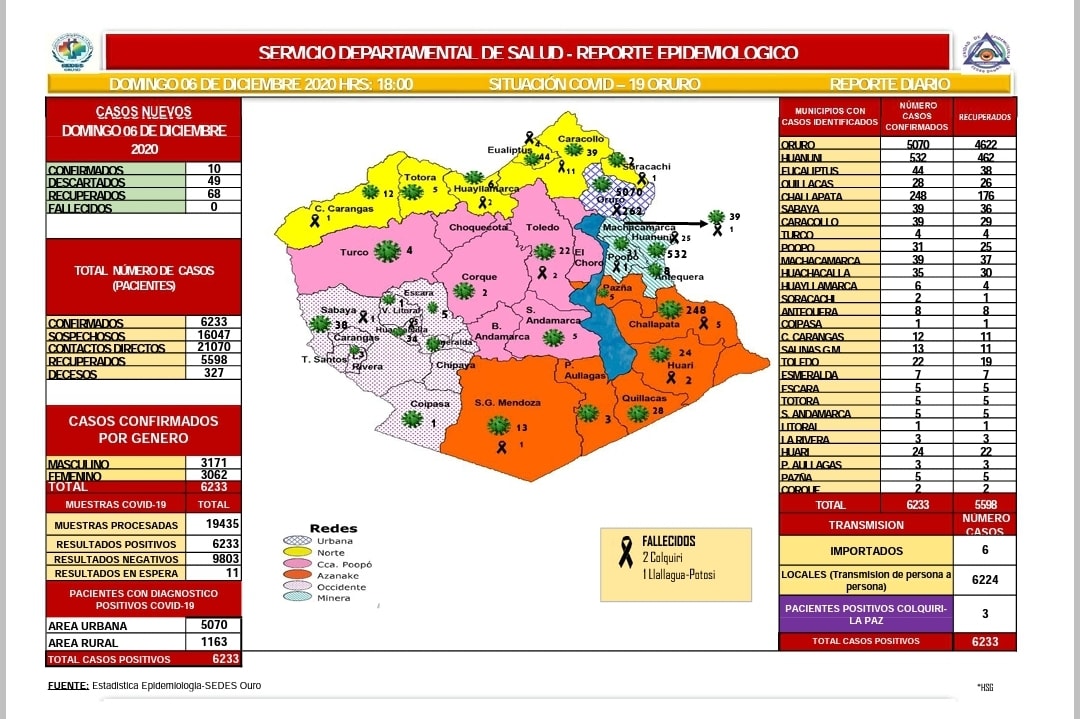 SERVICIO DEPARTAMENTAL DE SALUD - REPORTE EPIDEMIOLOGICO
DOMINGO 06 DE DICIEMBRE 2020 HRS: 18:00 SITUACIÓN COVID – 19 ORURO REPORTE DIARIO
CASOS NUEVOS
DOMINGO 06 DE DICIEMBRE
2020
CONFIRMADOS 10
DESCARTADOS 49
RECUPERADOS 68
FALLECIDOS 0
TOTAL NÚMERO DE CASOS
(PACIENTES)
CONFIRMADOS 6233
SOSPECHOSOS 16047
CONTACTOS DIRECTOS 21070
RECUPERADOS 5598
DECESOS 327
CASOS CONFIRMADOS
POR GENERO
MASCULINO 3171
FEMENINO 3062
TOTAL 6233
MUESTRAS COVID-19 TOTAL
MUESTRAS PROCESADAS 19435
RESULTADOS POSITIVOS 6233
RESULTADOS NEGATIVOS 9803
RESULTADOS EN ESPERA 11
PACIENTES CON DIAGNOSTICO
POSITIVOS COVID-19
AREA URBANA 5070
AREA RURAL 1163
TOTAL CASOS POSITIVOS 6233
Caracollo
39
11
Eualiptus
4
44
Soracachi
2
1
Totora
5
Huayllamarca
6
2
12
C. Carangas
1
5070
Oruro
262
39
1
Machacamarca
Huanuni
25
532
Poopó
31
1
8
Antequera
Choquecota
Toledo
22
2
El
Choro
Turco
4
Corque
2
Pazña
5
248
Challapata
5
Escara
1
Sabaya
1
38
V. Litoral
5
Huachacalla
34
Carangas
Esmeralda
T. Santos
3
Rivera
Chipaya
B.
Andamarca
S.
Andamarca
5
24
Huari
2
P.
Aullagas
3
Quillacas
28
Coipasa
1
S.G. Mendoza
13
1
Redes
Urbana
Norte
Cca. Poopó
Azanake
Occidente
Minera
FALLECIDOS
2 Colquiri
1 Llallagua-Potosi
MUNICIPIOS CON CASOS IDENTIFICADOS NÚMERO CASOS CONFIRMADOS RECUPERADOS
ORURO 5070 4622
HUANUNI 532 462
EUCALIPTUS 44 38
QUILLACAS 28 26
CHALLAPATA 248 176
SABAYA 39 36
CARACOLLO 39 29
TURCO 4 4
POOPO 31 25
MACHACAMARCA 39 37
HUACHACALLA 35 30
HUAYLLAMARCA 6 4
SORACACHI 2 1
ANTEQUERA 8 8
COIPASA 1 1
C. CARANGAS 12 11
SALINAS G.M. 13 11
TOLEDO 22 19
ESMERALDA 7 7
ESCARA 5 5
TOTORA 5 5
S. ANDAMARCA 5 5
LITORAL 1 1
LA RIVERA 3 3
HUARI 24 22
P. AULLAGAS 3 3
PAZÑA 5 5
CORQUE 2 2
TOTAL 6233 5598
TRANSMISION NÚMERO CASOS
IMPORTADOS 6
LOCALES (Transmision de persona a persona) 6224
PACIENTES POSITIVOS COLQUIRI-LA PAZ 3
TOTAL CASOS POSITIVOS 6233
FUENTE: Estadistica Epidemiologia-SEDES Ouro
*HSG